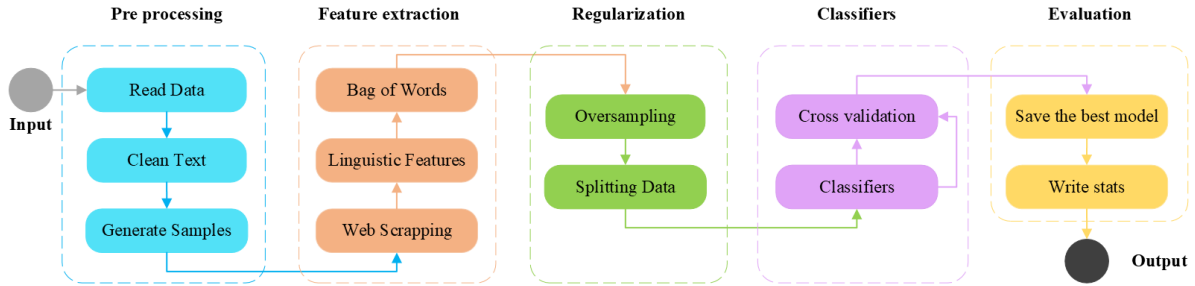 Pre processing
Feature extraction
Regularization
Classifiers
Evaluation
Input
Read Data
Clean Text
Generate Samples
Bag of Words
Linguistic Features
Web Scrapping
Oversampling
Splitting Data
Cross validation
Classifiers
Save the best model
Write stats
Output